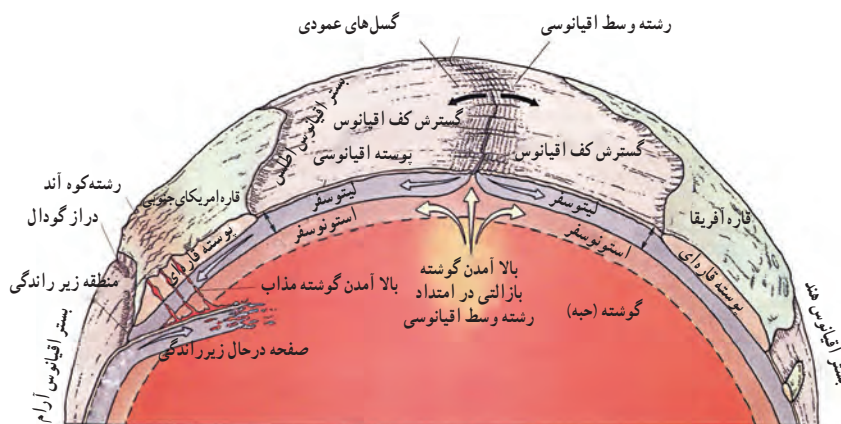 رشته وسط اقیانوسی
گسل‌های عمودی
بستر اقیانوس اطلس
گسترش کف اقیانوس
پوسته اقیانوسی
گسترش کف اقیانوس
رشته‌کوه آند
دراز گودال
قاره امریکای جنوبی
قاره آفریقا
لیتوسفر
لیتوسفر
استونوسفر
استونوسفر
پوسته قاره‌ای
پوسته قاره‌ای
منطقه زیر راندگی
بالا آمدن گوشته مذاب
بالا آمدن گوشته
بازالتی در امتداد
رشته وسط اقیانوسی
گوشته (جبه)
صفحه درحال زیرراندگی
بستر اقیانوس آرام
بستر اقیانوس هند